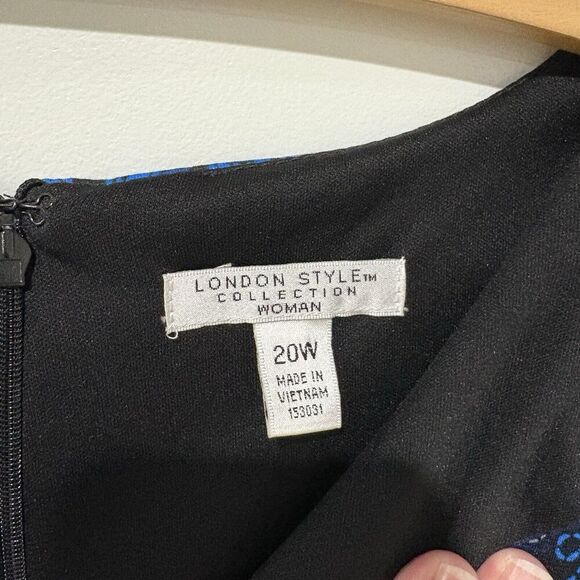 LONDON STYLE™
COLLECTION
WOMAN
20W
MADE IN
VIETNAM
153031